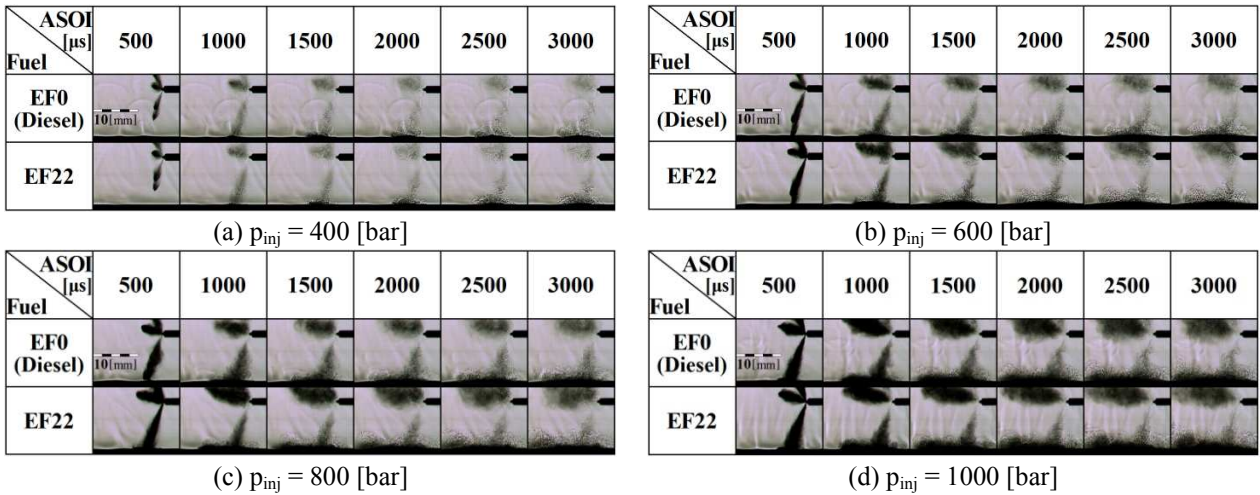 ASOI
[μs]
Fuel
500 1000 1500 2000 2500 3000
EF0
(Diesel)
10[mm]
EF22
(a) pinj = 400 [bar]
ASOI
[μs]
Fuel
500 1000 1500 2000 2500 3000
EF0
(Diesel)
10[mm]
EF22
(b) pinj = 600 [bar]
ASOI
[μs]
Fuel
500 1000 1500 2000 2500 3000
EF0
(Diesel)
10[mm]
EF22
(c) pinj = 800 [bar]
ASOI
[μs]
Fuel
500 1000 1500 2000 2500 3000
EF0
(Diesel)
10[mm]
EF22
(d) pinj = 1000 [bar]